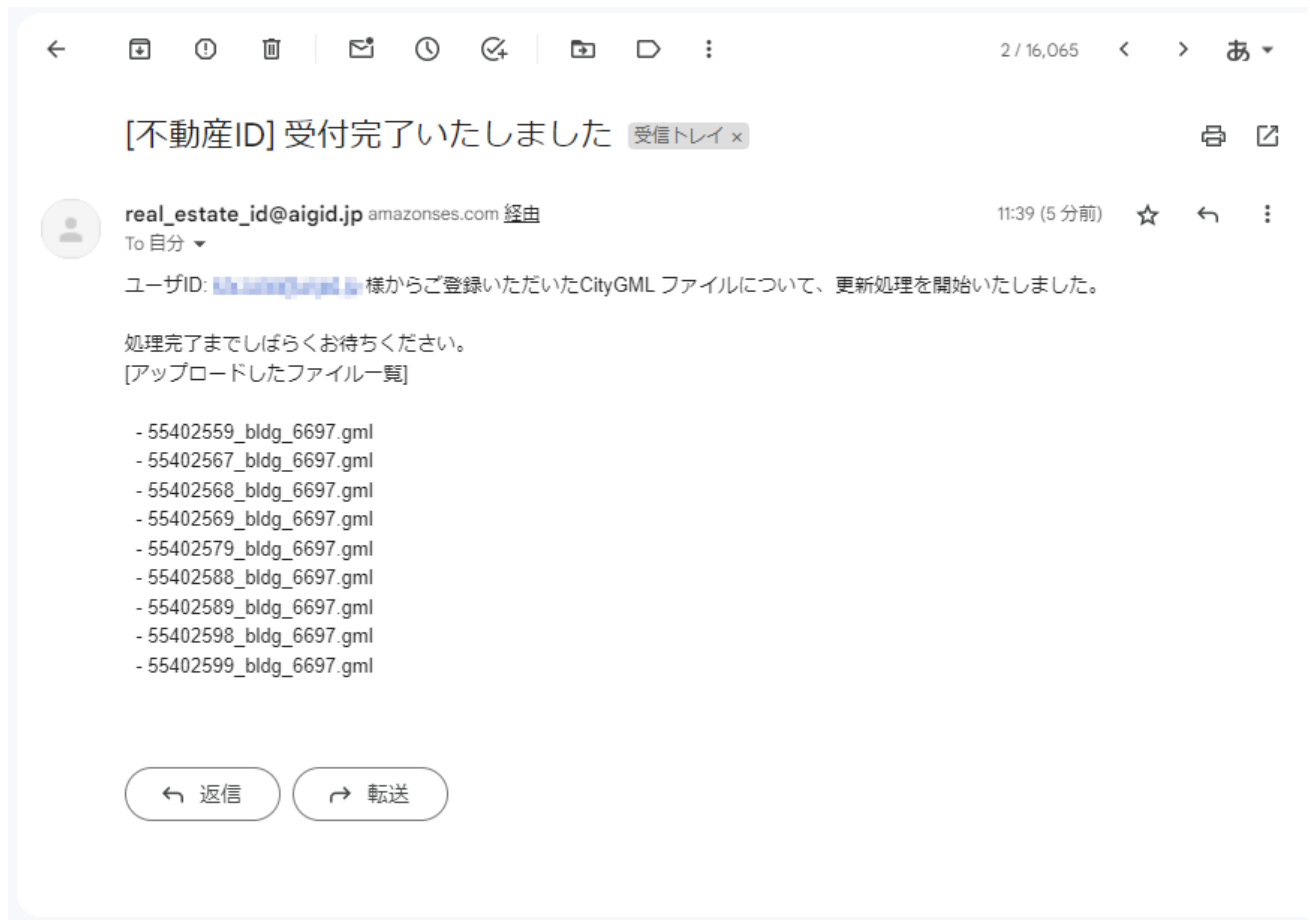 2 / 16,065
あ
[不動産ID] 受付完了いたしました 受信トレイ ×
real_estate_id@aigid.jp amazonses.com 経由
11:39 (5 分前)
To 自分
ユーザID: 様からご登録いただいたCityGML ファイルについて、更新処理を開始いたしました。
処理完了までしばらくお待ちください。
[アップロードしたファイル一覧]
- 55402559_bldg_6697.gml
- 55402567_bldg_6697.gml
- 55402568_bldg_6697.gml
- 55402569_bldg_6697.gml
- 55402579_bldg_6697.gml
- 55402588_bldg_6697.gml
- 55402589_bldg_6697.gml
- 55402598_bldg_6697.gml
- 55402599_bldg_6697.gml
返信
転送